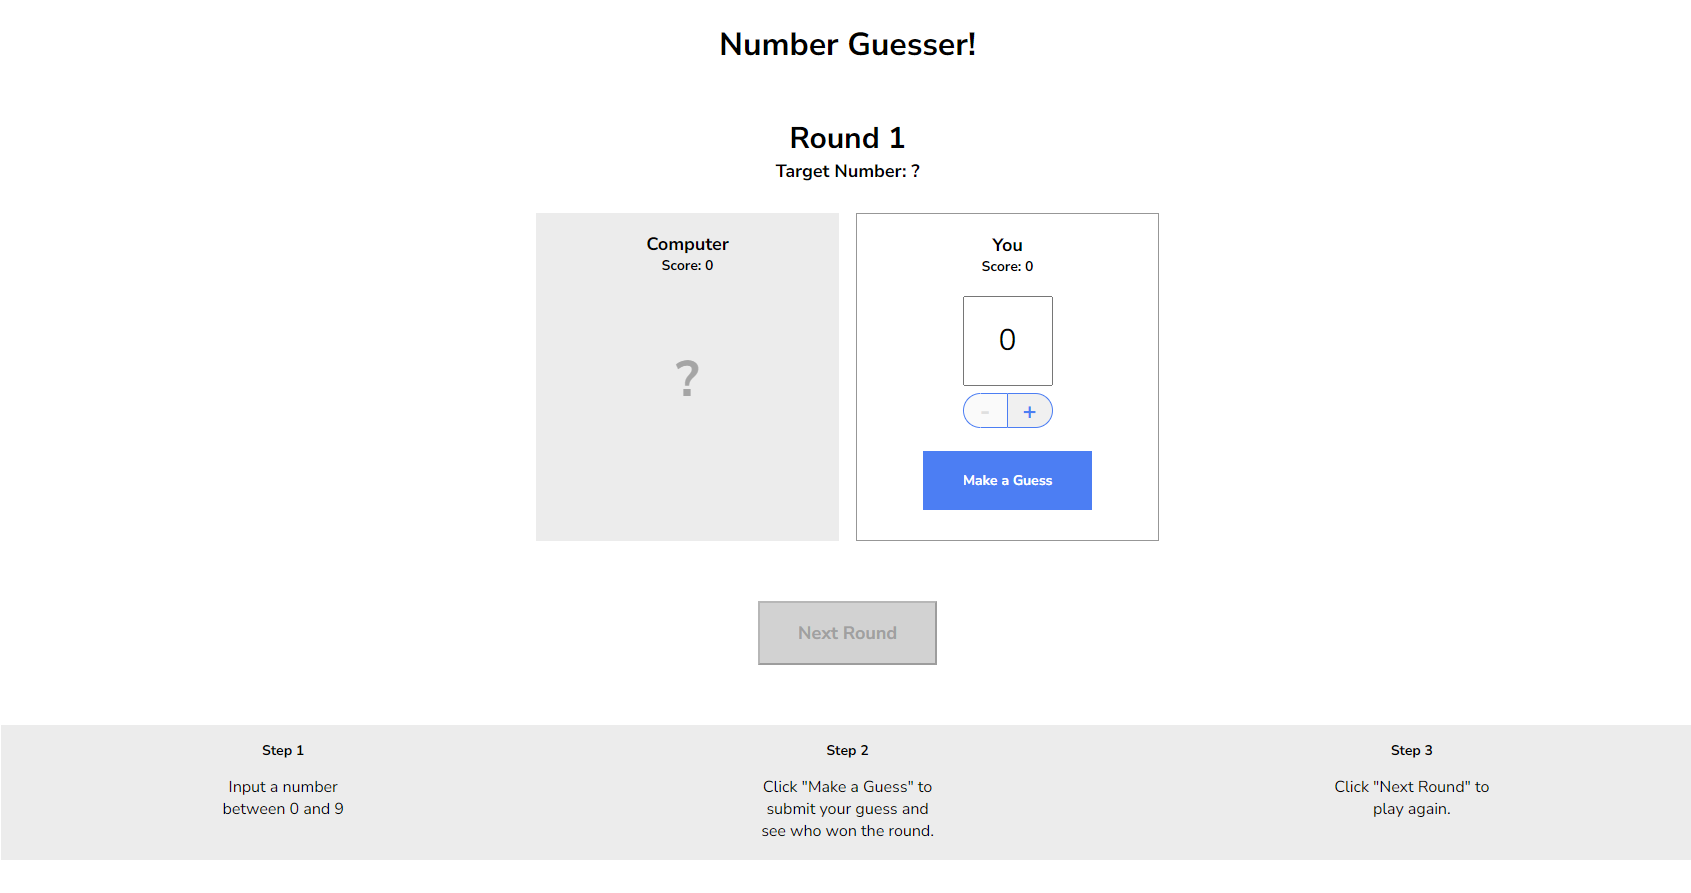 Number Guesser!
Round 1
Target Number: ?
Computer
Score: 0
?
You
Score: 0
0
- +
Make a Guess
Next Round
Step 1
Input a number
between 0 and 9
Step 2
Click "Make a Guess" to
submit your guess and
see who won the round.
Step 3
Click "Next Round" to
play again.